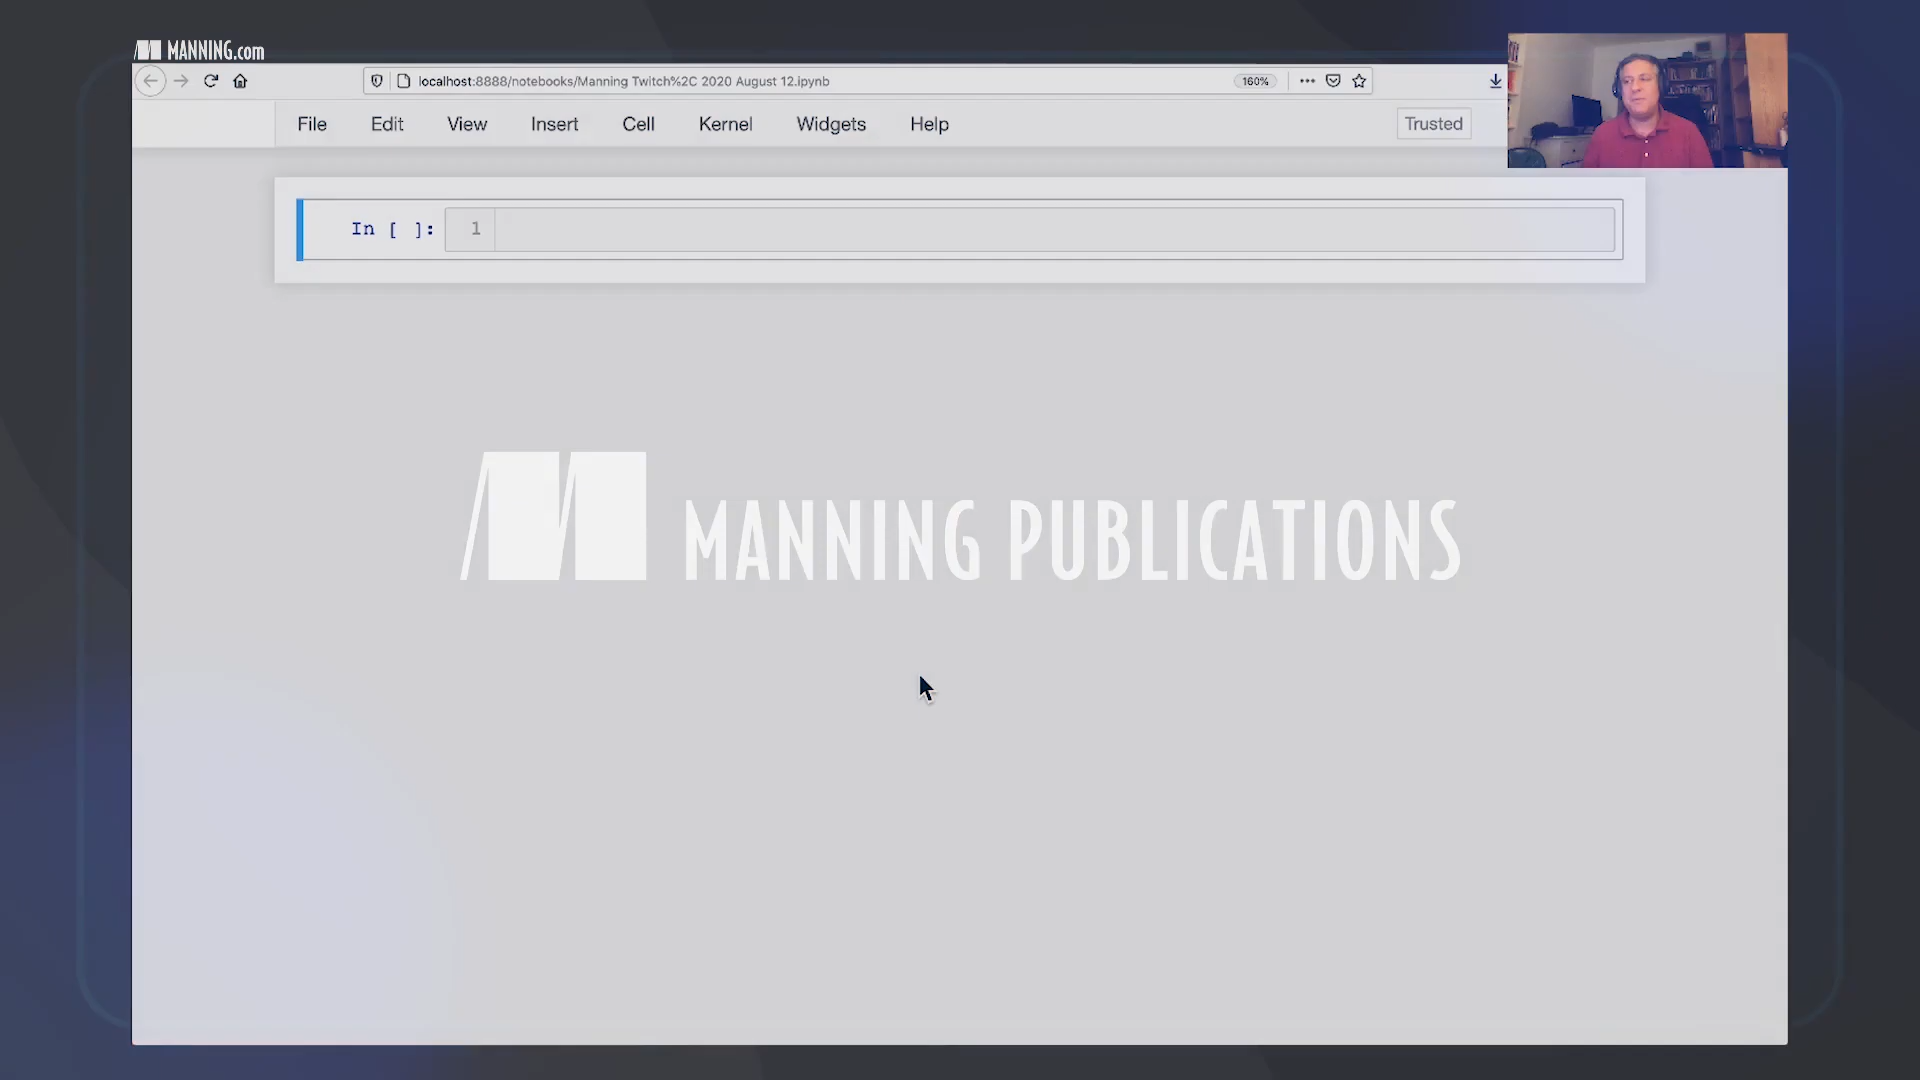 MANNING.com
localhost:8888/notebooks/Manning Twitch%2C 2020 August 12.ipynb
160%
File Edit View Insert Cell Kernel Widgets Help
Trusted
In [ ]: 1
MANNING PUBLICATIONS